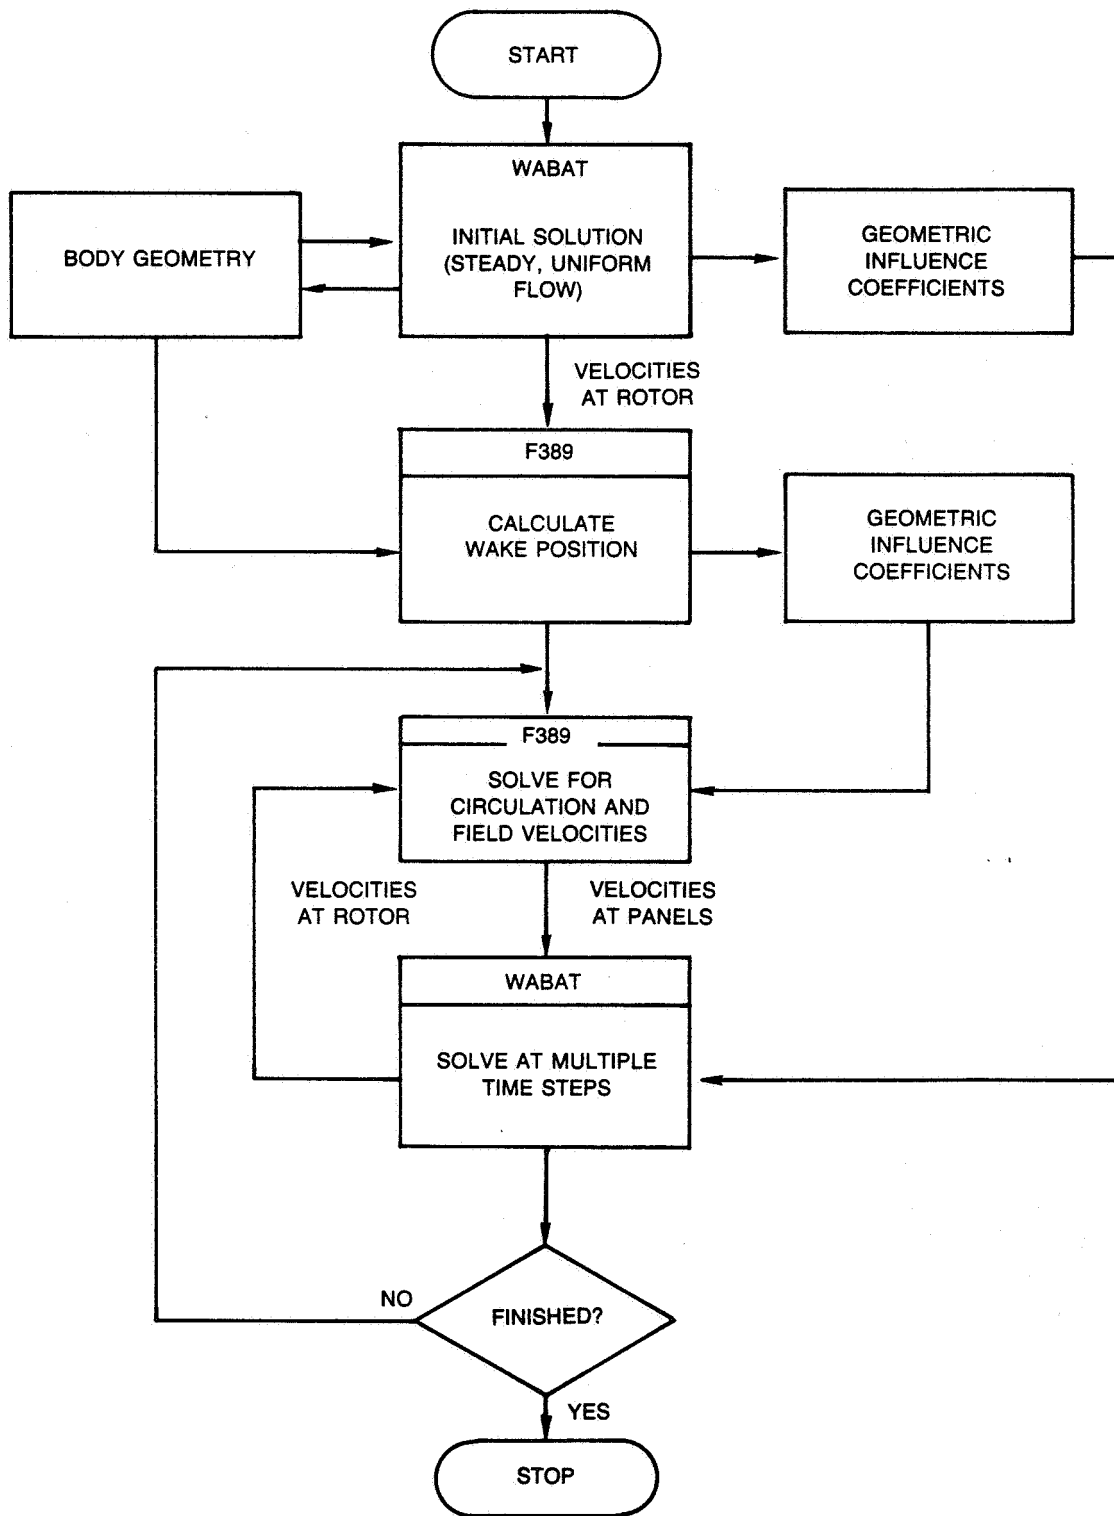 START
WABAT
INITIAL SOLUTION
(STEADY, UNIFORM
FLOW)
BODY GEOMETRY
GEOMETRIC
INFLUENCE
COEFFICIENTS
VELOCITIES
AT ROTOR
F389
CALCULATE
WAKE POSITION
GEOMETRIC
INFLUENCE
COEFFICIENTS
F389
SOLVE FOR
CIRCULATION AND
FIELD VELOCITIES
VELOCITIES
AT ROTOR
VELOCITIES
AT PANELS
WABAT
SOLVE AT MULTIPLE
TIME STEPS
NO
FINISHED?
YES
STOP